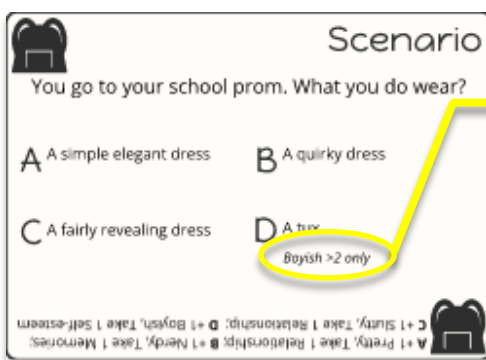 Scenario
You go to your school prom. What you do wear?
A A simple elegant dress
B A quirky dress
C A fairly revealing dress
D A tux
Boyish >2 only
A +1 Pretty, Take 1 Relationship; B +1 Nerdy, Take 1 Memories;
C +1 Slutty, Take 1 Relationship; D +1 Boyish, Take 1 Self-esteem